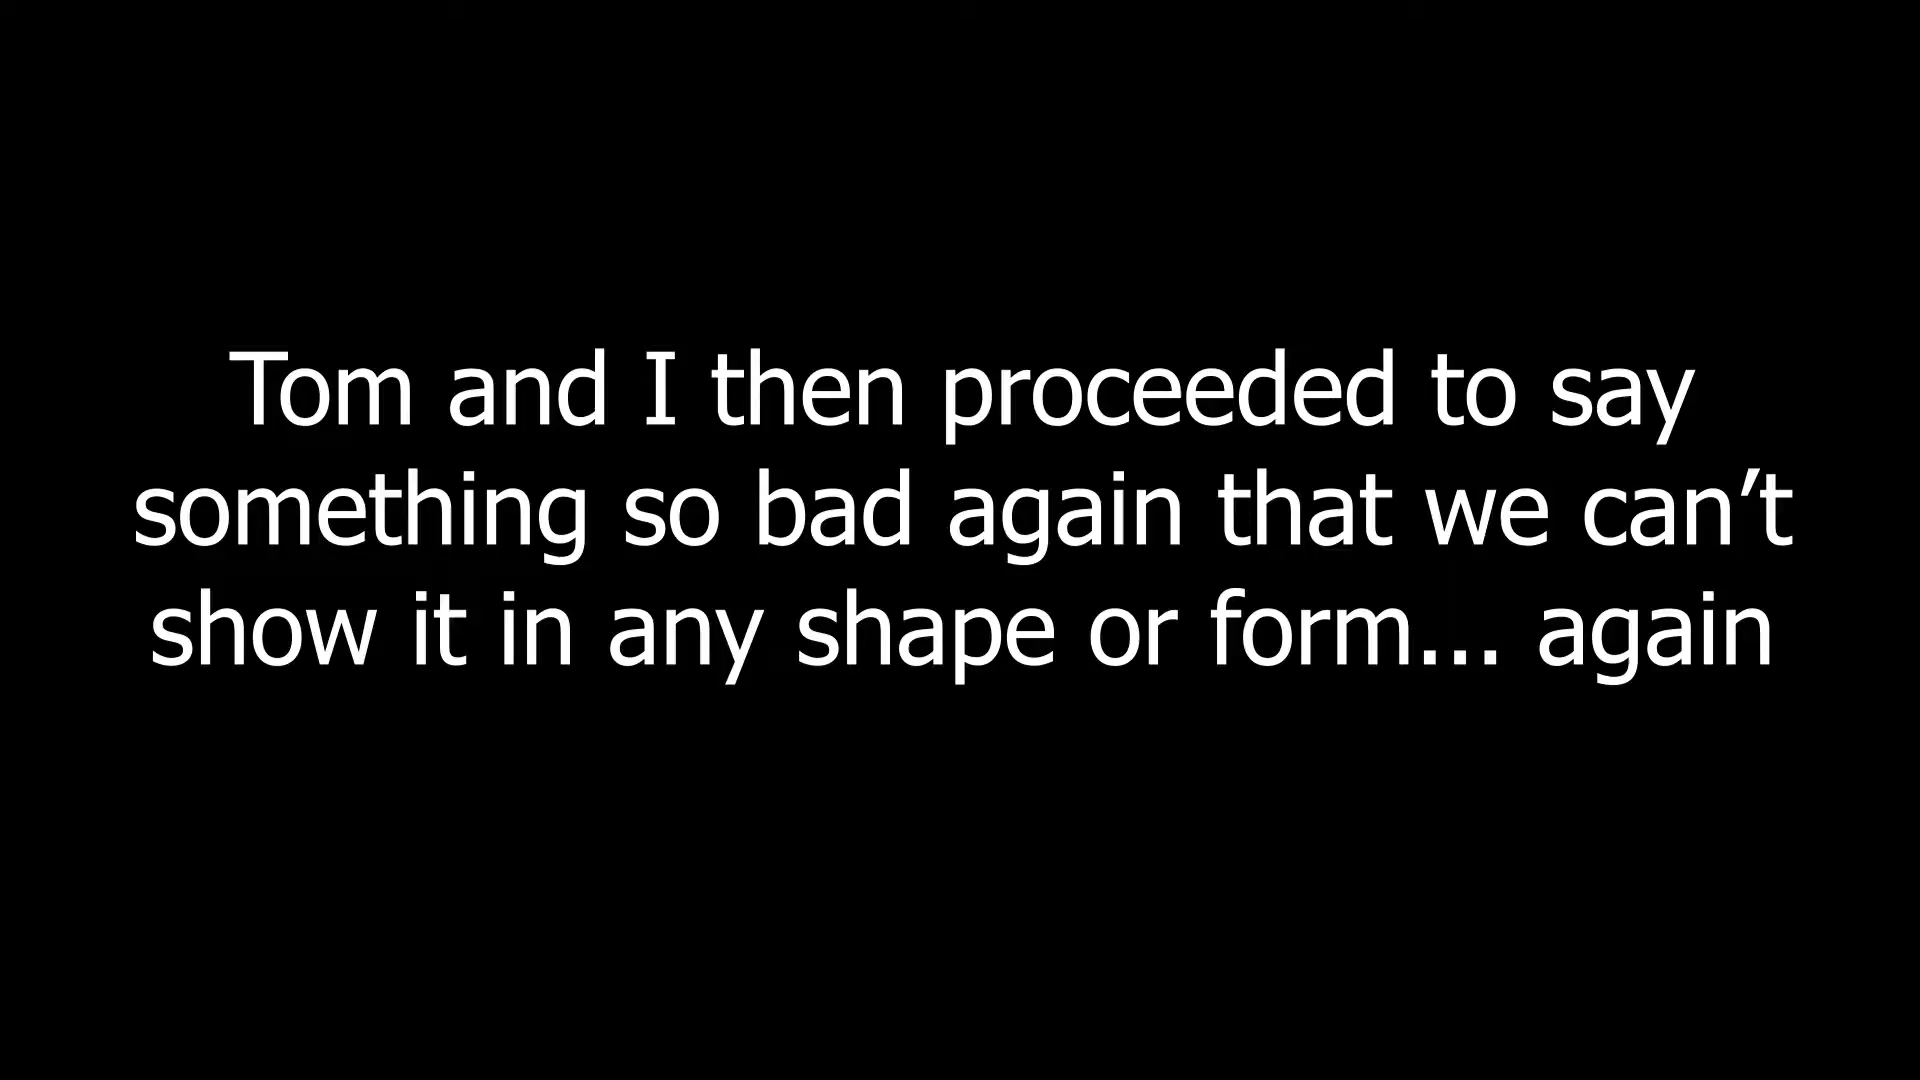 Tom and I then proceeded to say
something so bad again that we can’t
show it in any shape or form... again